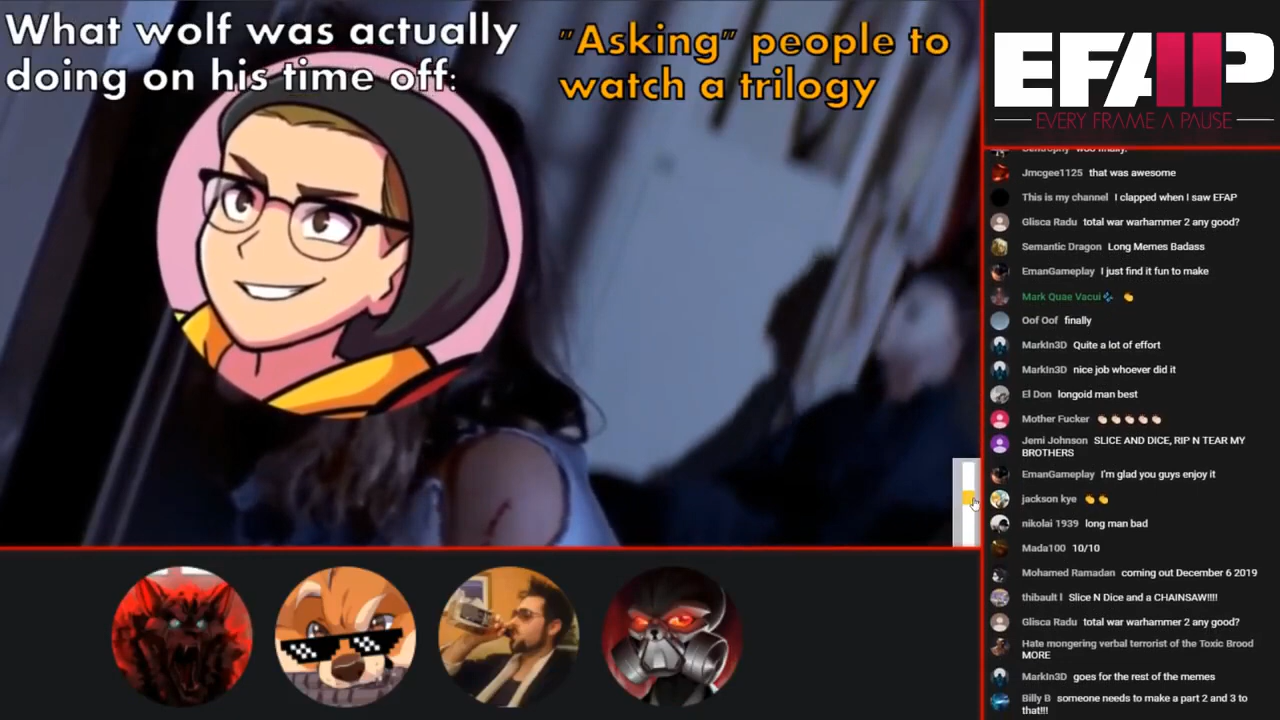 What wolf was actually
doing on his time off:
"Asking" people to
watch a trilogy
EFAP
EVERY FRAME A PAUSE
Jmcgee1125 that was awesome
This is my channel I clapped when I saw EFAP
Glisca Radu total war warhammer 2 any good?
Semantic Dragon Long Memes Badass
EmanGameplay I just find it fun to make
Mark Quae Vacui
Oof Oof finally
MarkIn3D Quite a lot of effort
MarkIn3D nice job whoever did it
El Don longoid man best
Mother Fucker
Jemi Johnson SLICE AND DICE, RIP N TEAR MY
BROTHERS
EmanGameplay I'm glad you guys enjoy it
jackson kye
nikolai 1939 long man bad
Mada100 10/10
Mohamed Ramadan coming out December 6 2019
thibault l Slice N Dice and a CHAINSAW!!!!
Glisca Radu total war warhammer 2 any good?
Hate mongering verbal terrorist of the Toxic Brood
MORE
MarkIn3D goes for the rest of the memes
Billy B someone needs to make a part 2 and 3 to
that!!!